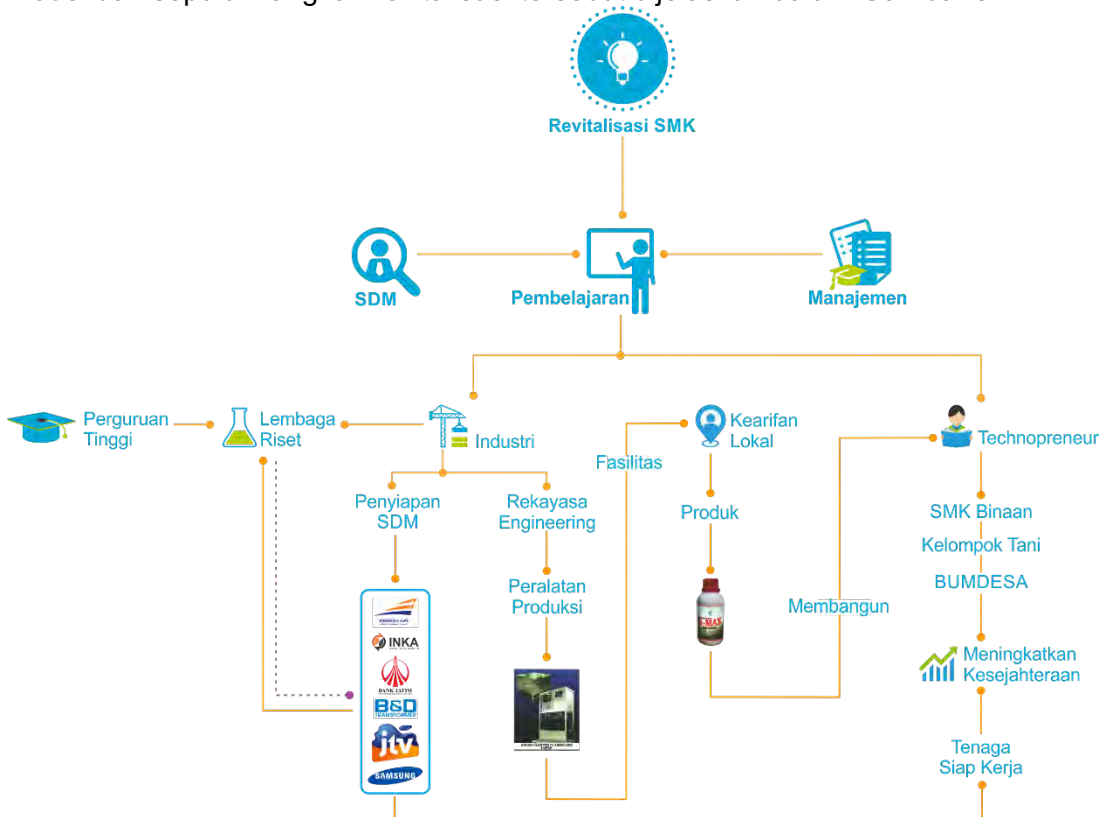 Revitalisasi SMK
SDM
Pembelajaran
Manajemen
Perguruan
Tinggi
Lembaga
Riset
Industri
Kearifan
Lokal
Technopreneur
Fasilitas
Penyiapan
SDM
Rekayasa
Engineering
Produk
SMK Binaan
Kelompok Tani
BUMDESA
Peralatan
Produksi
Membangun
INKA
BANK JATIM
B&D
TRANSFORMER
jtv
SAMSUNG
Meningkatkan
Kesejahteraan
Tenaga
Siap Kerja